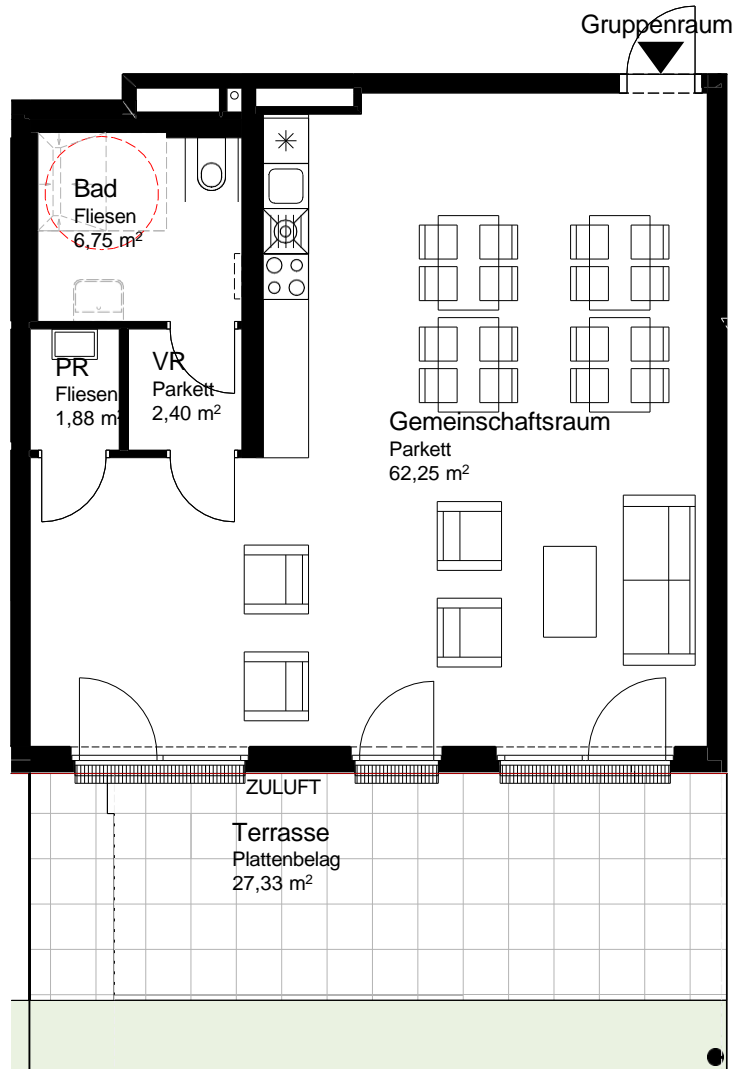 Gruppenraum
Bad
Fliesen
6,75 m²
PR
Fliesen
1,88 m²
VR
Parkett
2,40 m²
Gemeinschaftsraum
Parkett
62,25 m²
ZULUFT
Terrasse
Plattenbelag
27,33 m²